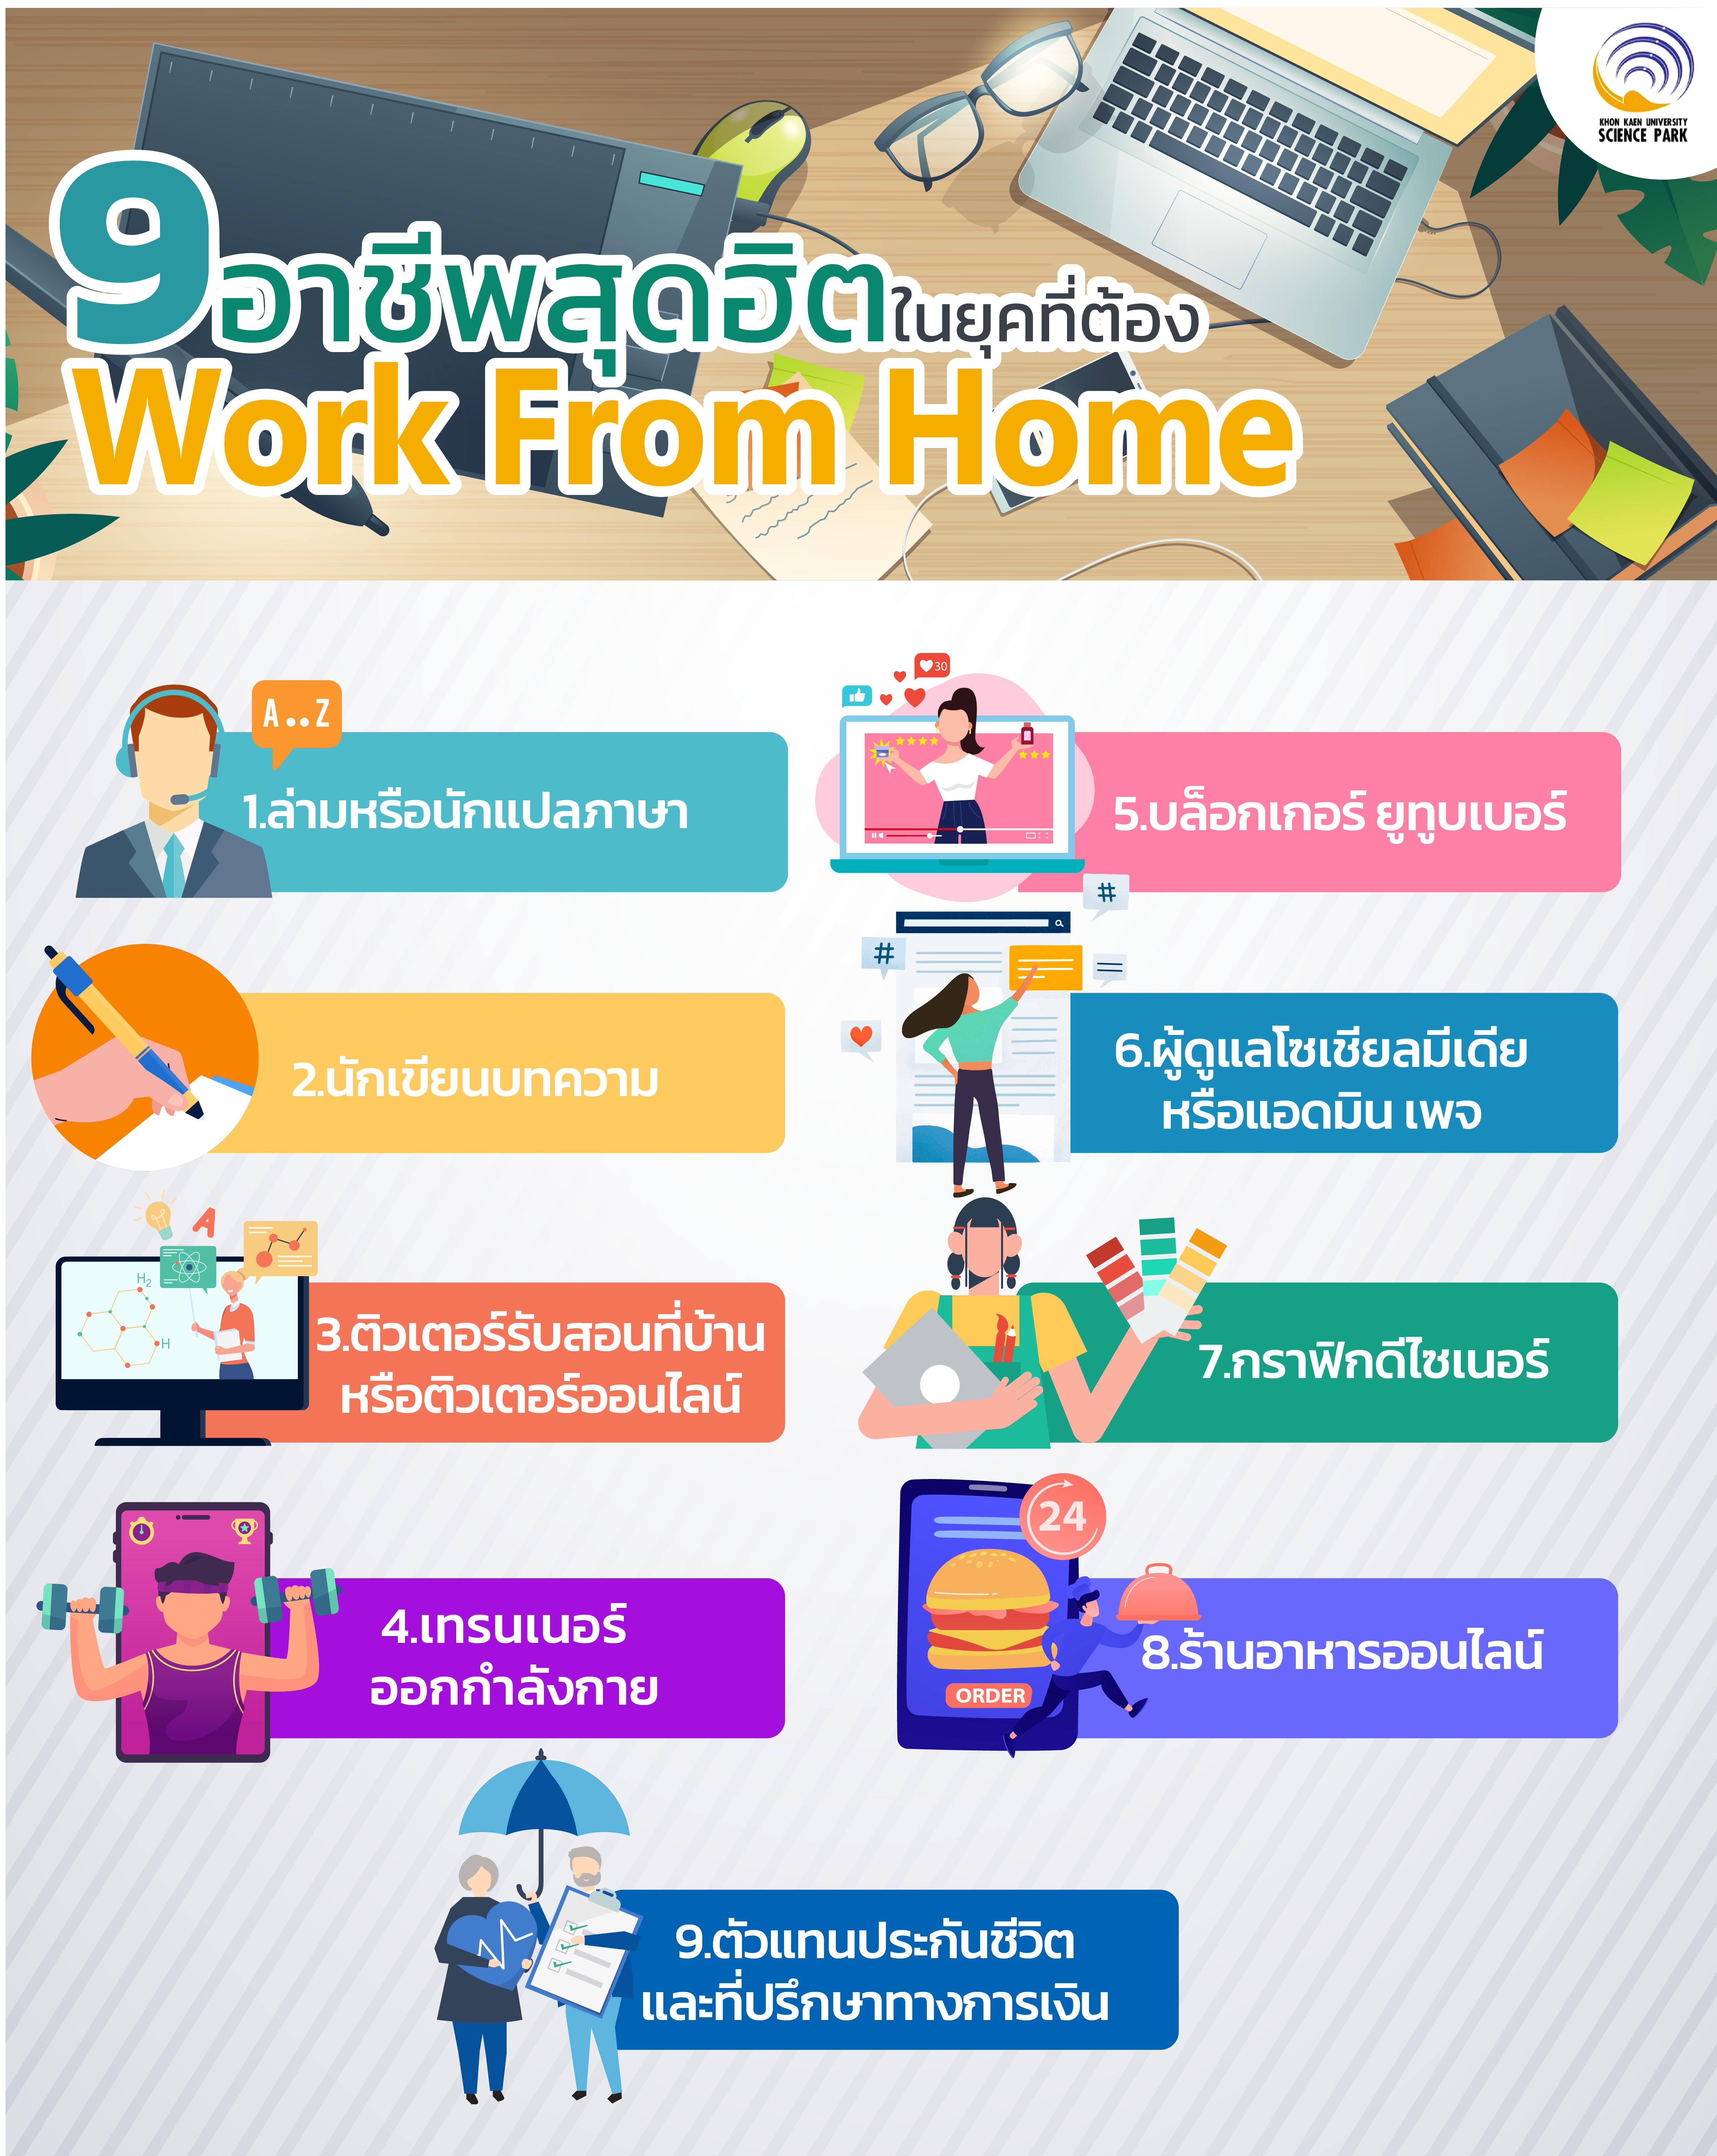 KHON KAEN UNIVERSITY
SCIENCE PARK
9 อาชีพสุดฮิตในยุคที่ต้อง
Work From Home
A..Z
1.ล่ามหรือนักแปลภาษา
2.นักเขียนบทความ
A
H2
H
3.ติวเตอร์รับสอนที่บ้าน
หรือติวเตอร์ออนไลน์
4.เทรนเนอร์
ออกกำลังกาย
30
5.บล็อกเกอร์ ยูทูบเบอร์
#
#
6.ผู้ดูแลโซเชียลมีเดีย
หรือแอดมิน เพจ
7.กราฟิกดีไซเนอร์
24
ORDER
8.ร้านอาหารออนไลน์
9.ตัวแทนประกันชีวิต
และที่ปรึกษาทางการเงิน